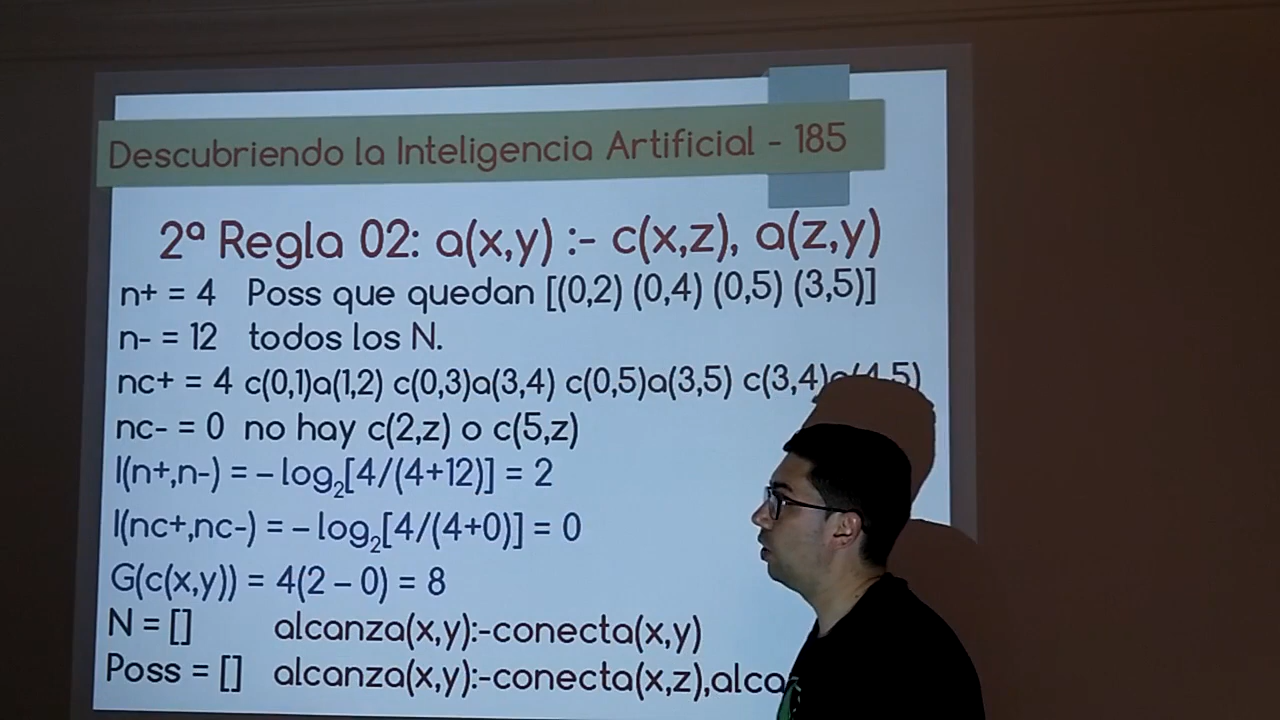 Descubriendo la Inteligencia Artificial - 185
2ª Regla 02: a(x,y) :- c(x,z), a(z,y)
n+ = 4 Poss que quedan [(0,2) (0,4) (0,5) (3,5)]
n- = 12 todos los N.
nc+ = 4 c(0,1)a(1,2) c(0,3)a(3,4) c(0,5)a(3,5) c(3,4)a(4,5)
nc- = 0 no hay c(2,z) o c(5,z)
I(n+,n-) = – log₂[4/(4+12)] = 2
I(nc+,nc-) = – log₂[4/(4+0)] = 0
G(c(x,y)) = 4(2 – 0) = 8
N = [] alcanza(x,y):-conecta(x,y)
Poss = [] alcanza(x,y):-conecta(x,z),alca